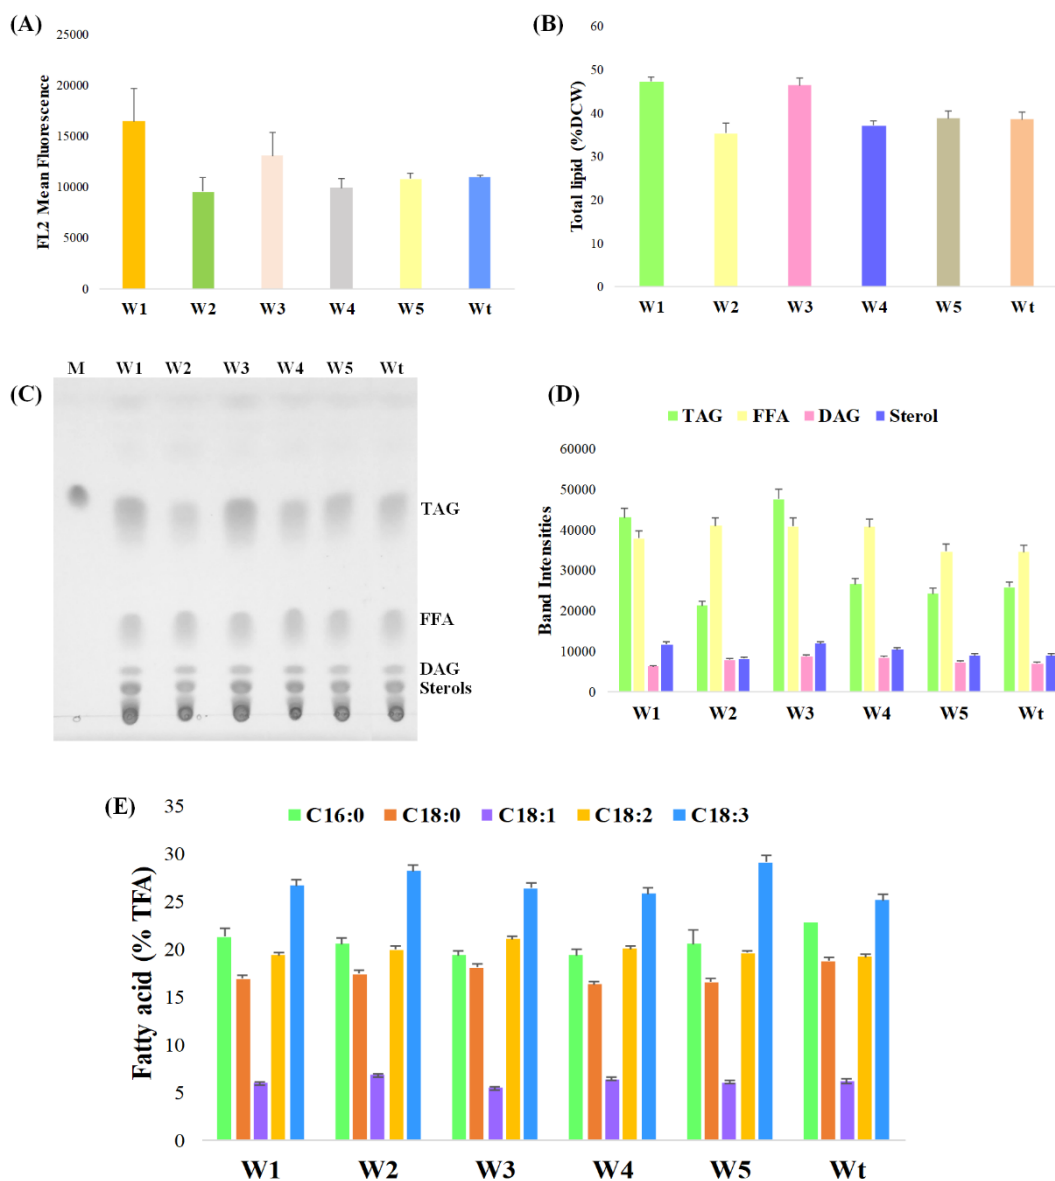 (A)
25000
20000
15000
10000
5000
0
FL2 Mean Fluorescence
W1 W2 W3 W4 W5 Wt
(B)
60
50
40
30
20
10
0
Total lipid (%DCW)
W1 W2 W3 W4 W5 Wt
(C)
M W1 W2 W3 W4 W5 Wt
TAG
FFA
DAG
Sterols
(D)
TAG FFA DAG Sterol
60000
50000
40000
30000
20000
10000
0
Band Intensities
W1 W2 W3 W4 W5 Wt
(E)
C16:0 C18:0 C18:1 C18:2 C18:3
35
30
25
20
15
10
5
0
Fatty acid (% TFA)
W1 W2 W3 W4 W5 Wt